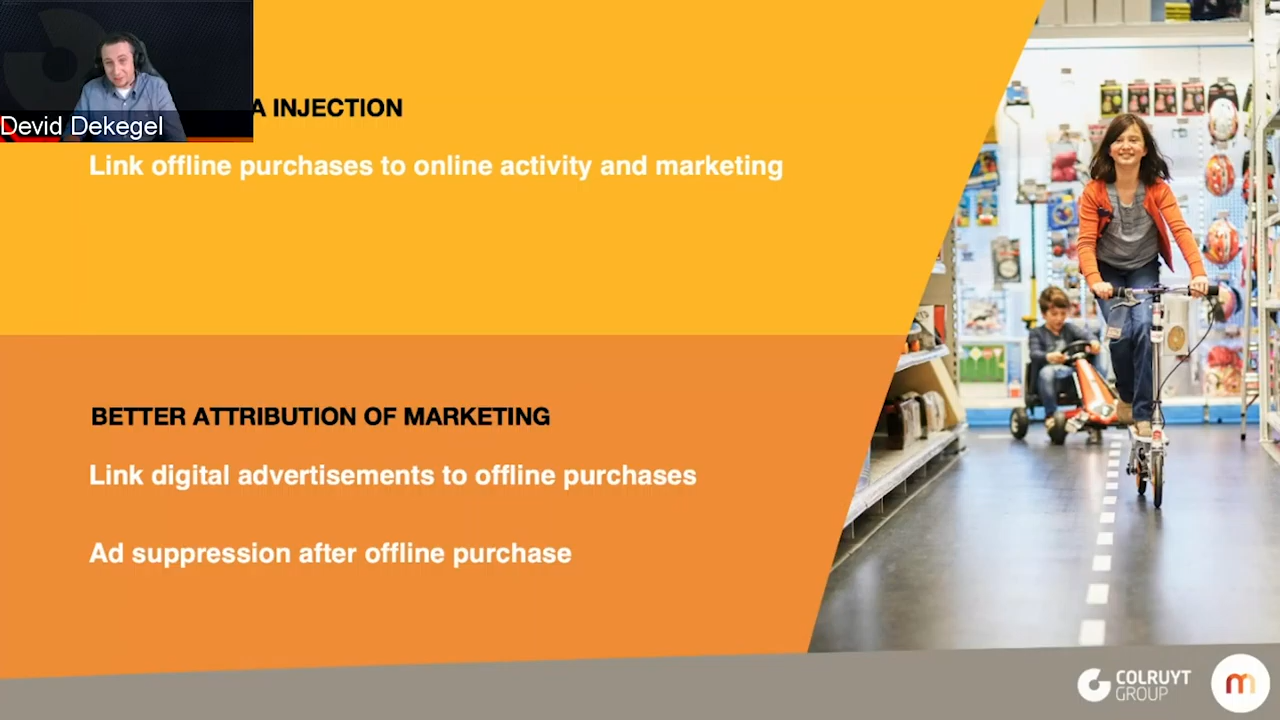 Devid Dekegel
A INJECTION
Link offline purchases to online activity and marketing
BETTER ATTRIBUTION OF MARKETING
Link digital advertisements to offline purchases
Ad suppression after offline purchase
COLRUYT
GROUP
m